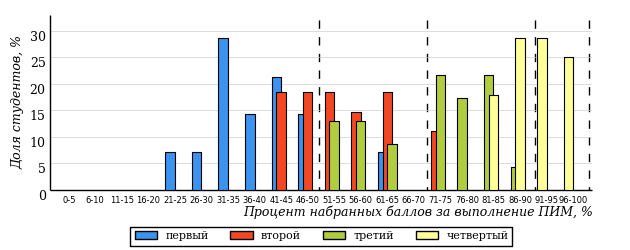 Доля студентов, %
30
25
20
15
10
5
0
0-5 6-10 11-15 16-20 21-25 26-30 31-35 36-40 41-45 46-50 51-55 56-60 61-65 66-70 71-75 76-80 81-85 86-90 91-95 96-100
Процент набранных баллов за выполнение ПИМ, %
первый второй третий четвертый